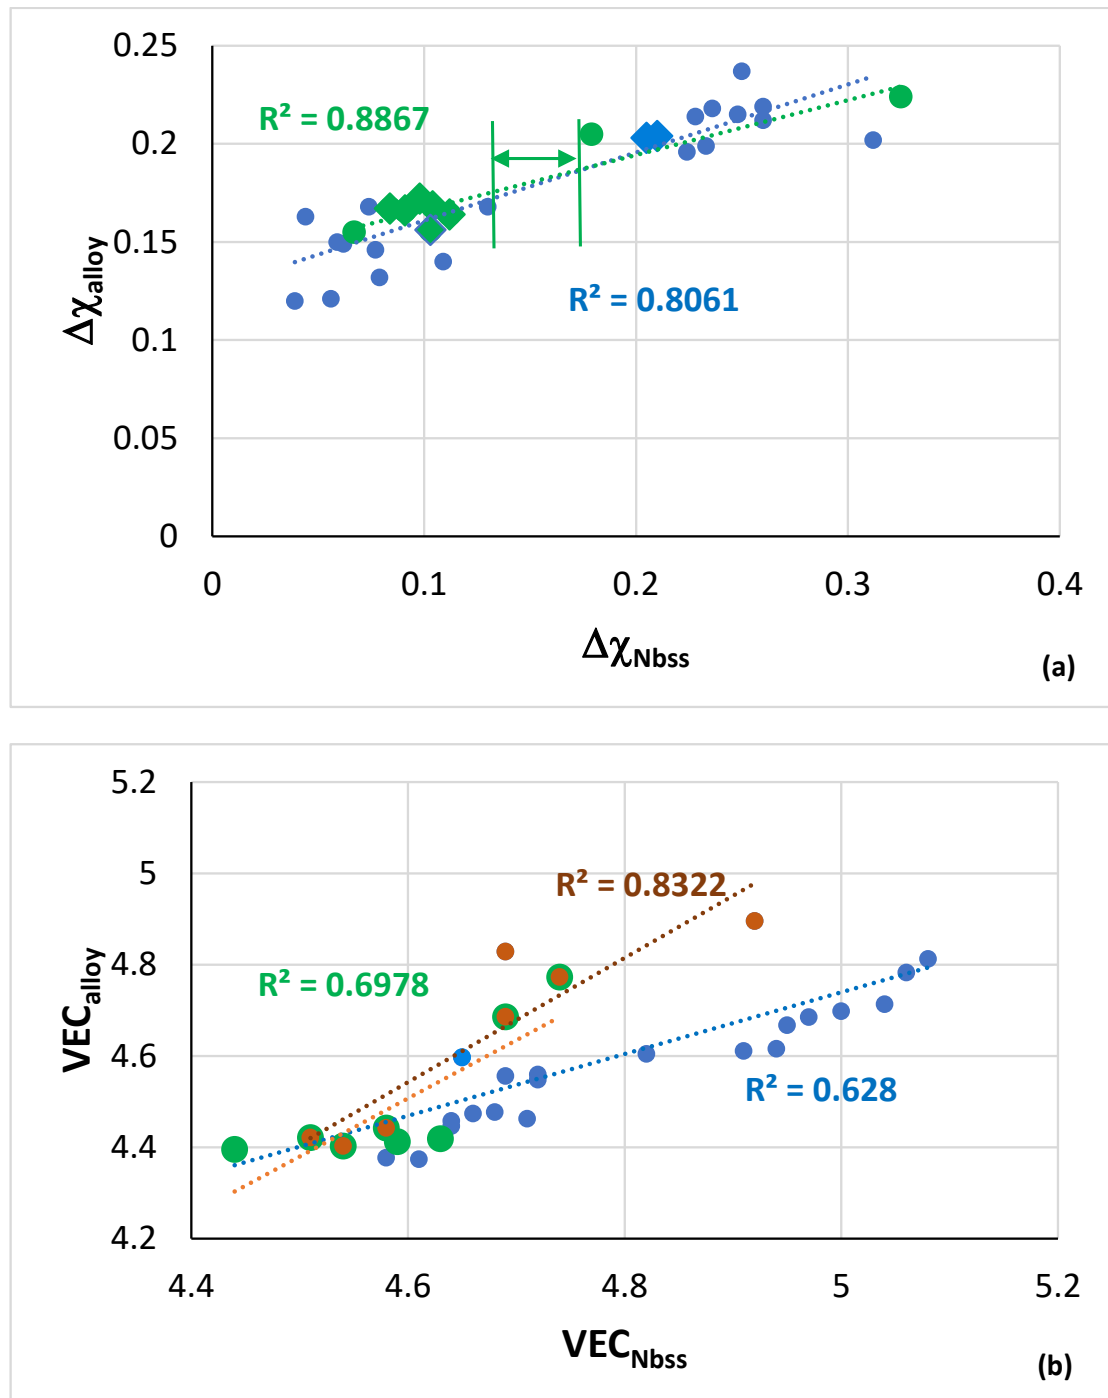 0.25
R² = 0.8867
0.2
0.15
R² = 0.8061
Δχalloy
0.1
0.05
0
0 0.1 0.2 0.3 0.4
ΔχNbss
(a)
5.2
5
R² = 0.8322
4.8
R² = 0.6978
VECalloy
4.6
R² = 0.628
4.4
4.2
4.4 4.6 4.8 5 5.2
VECNbss
(b)